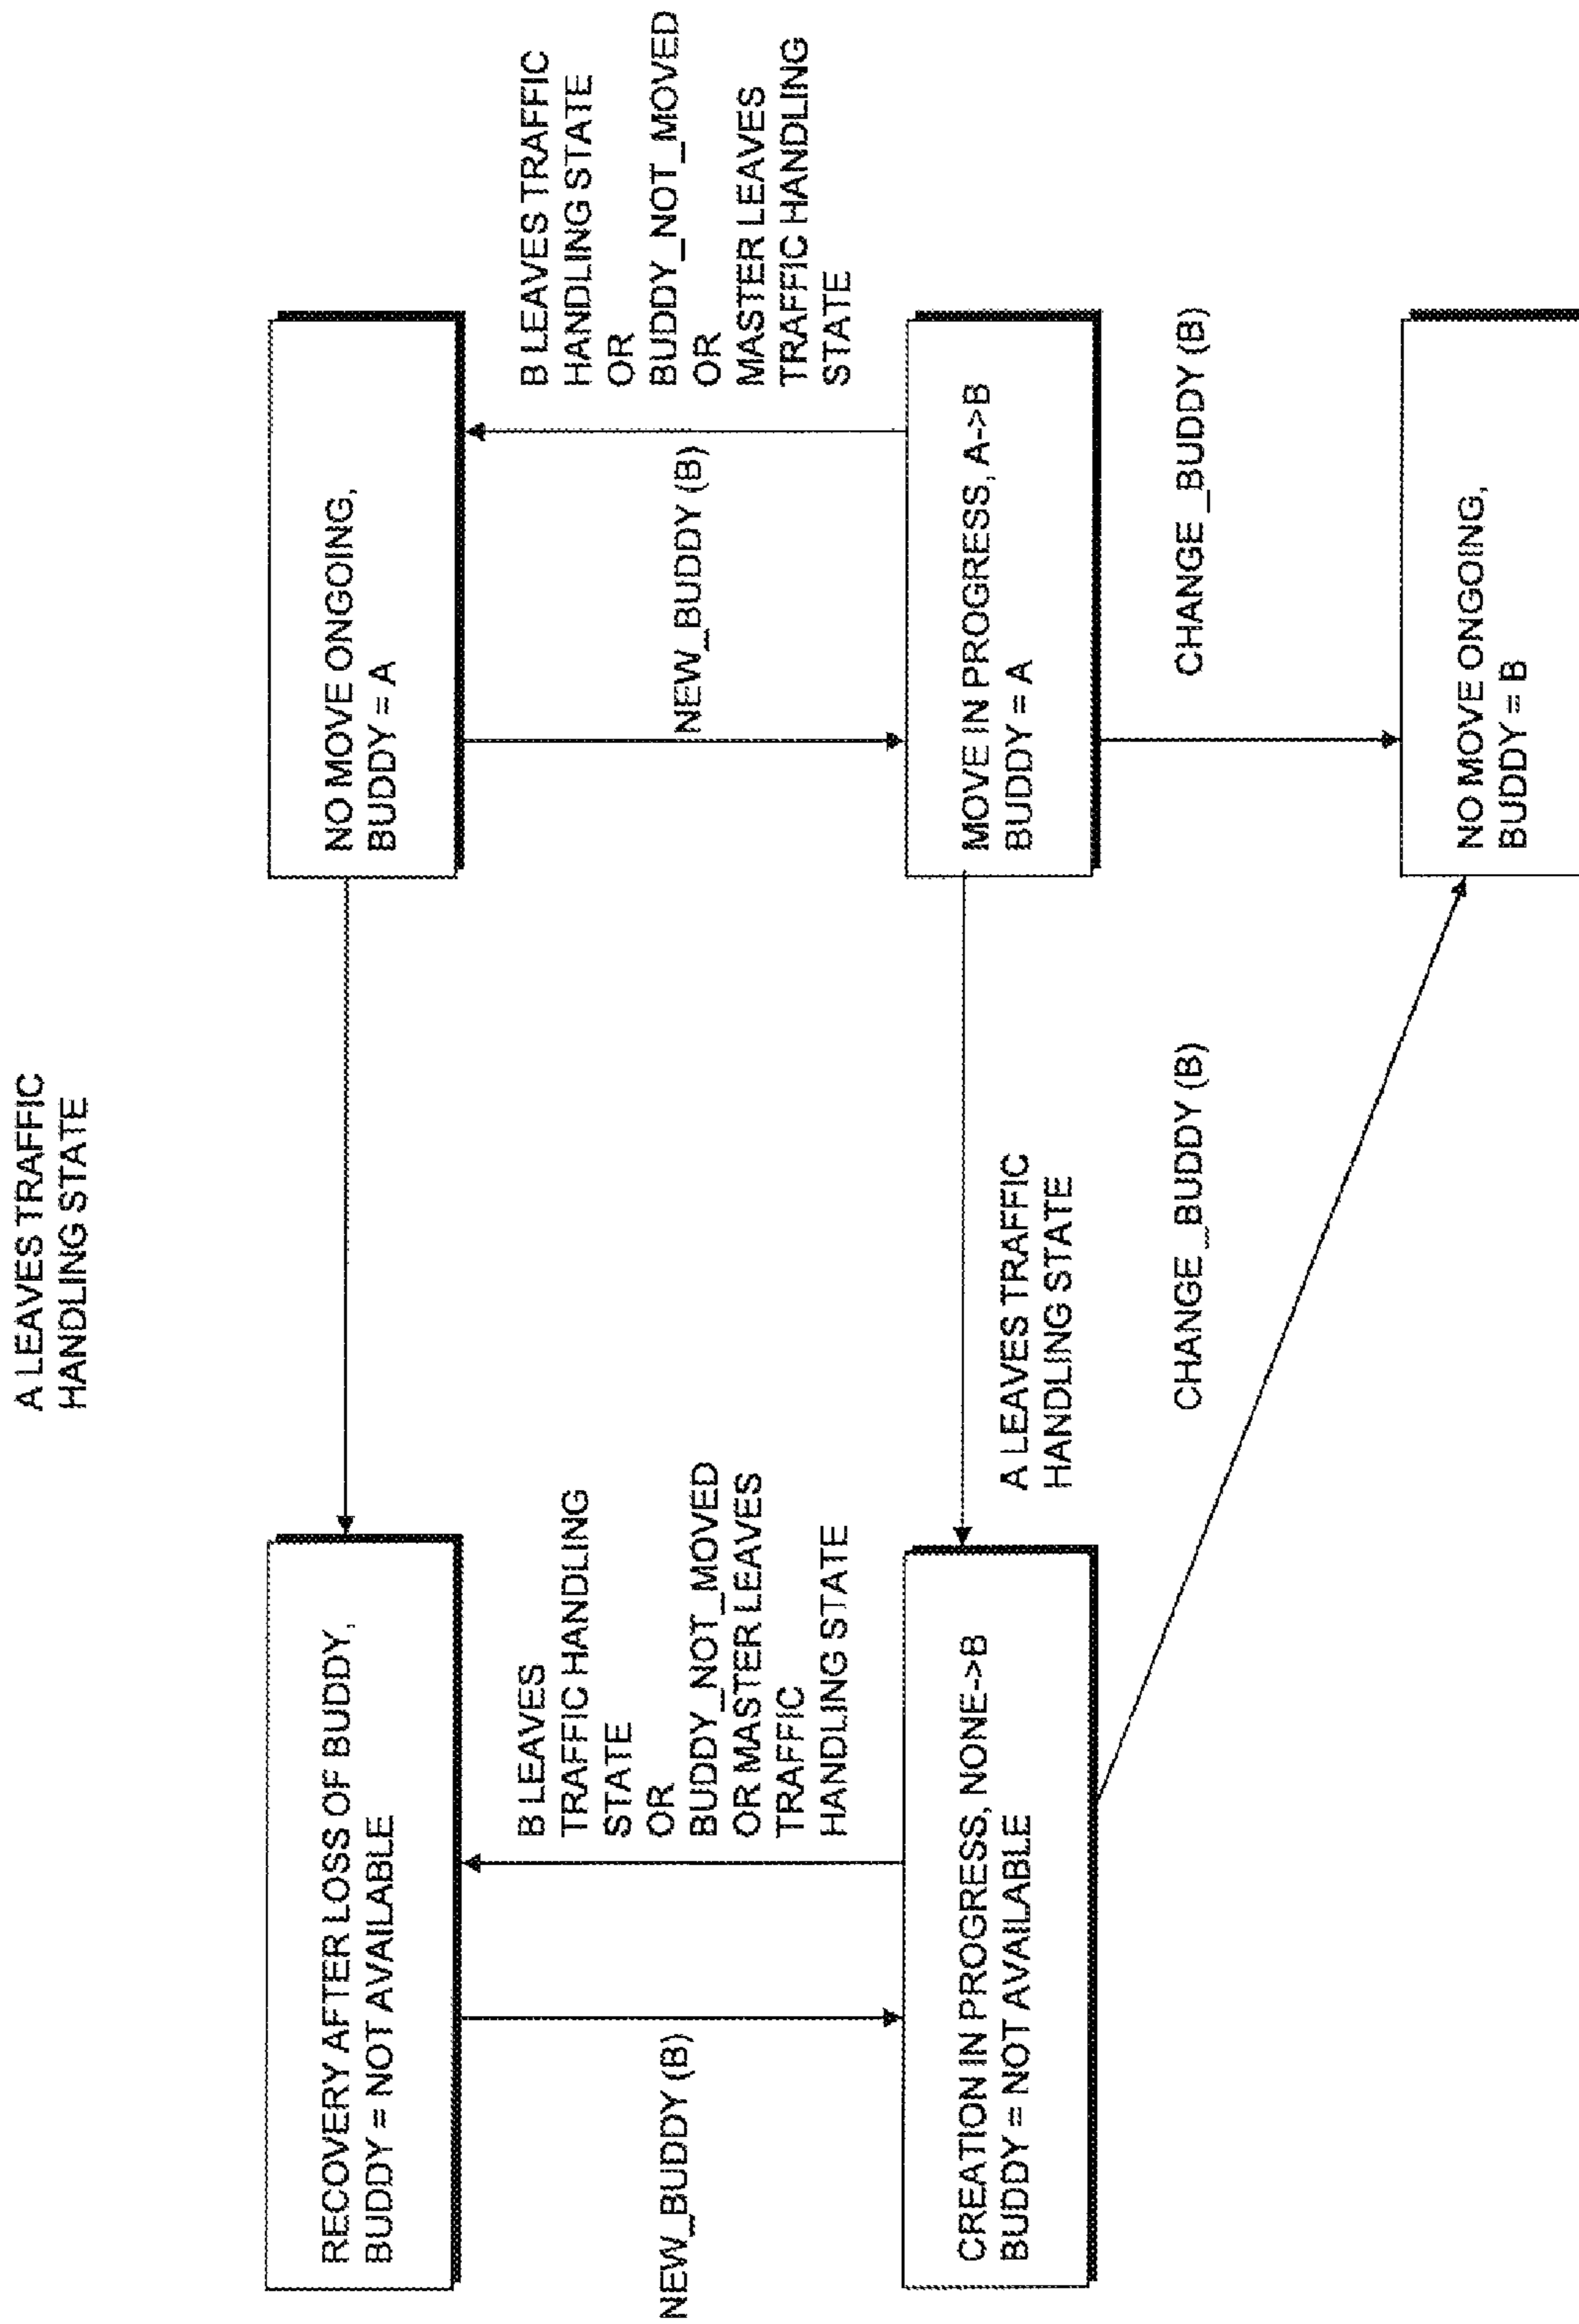 A LEAVES TRAFFIC
HANDLING STATE
RECOVERY AFTER LOSS OF BUDDY,
BUDDY = NOT AVAILABLE
NO MOVE ONGOING,
BUDDY = A
NEW_BUDDY (B)
B LEAVES
TRAFFIC HANDLING
STATE
OR
BUDDY_NOT_MOVED
OR MASTER LEAVES
TRAFFIC
HANDLING STATE
NEW_BUDDY (B)
B LEAVES TRAFFIC
HANDLING STATE
OR
BUDDY_NOT_MOVED
OR
MASTER LEAVES
TRAFFIC HANDLING
STATE
CREATION IN PROGRESS, NONE->B
BUDDY = NOT AVAILABLE
A LEAVES TRAFFIC
HANDLING STATE
MOVE IN PROGRESS, A->B
BUDDY = A
CHANGE_BUDDY (B)
CHANGE_BUDDY (B)
NO MOVE ONGOING,
BUDDY = B